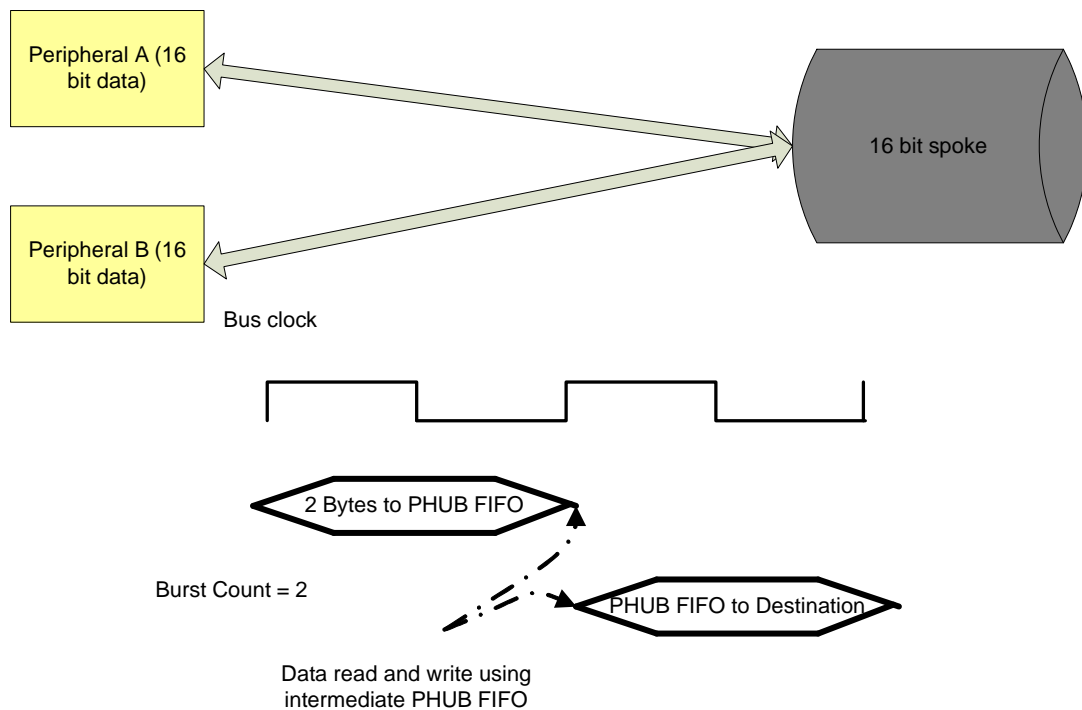 Peripheral A (16
bit data)
16 bit spoke
Peripheral B (16
bit data)
Bus clock
2 Bytes to PHUB FIFO
Burst Count = 2
PHUB FIFO to Destination
Data read and write using
intermediate PHUB FIFO